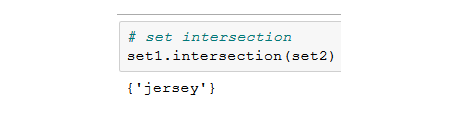 # set intersection
set1.intersection(set2)
{'jersey'}